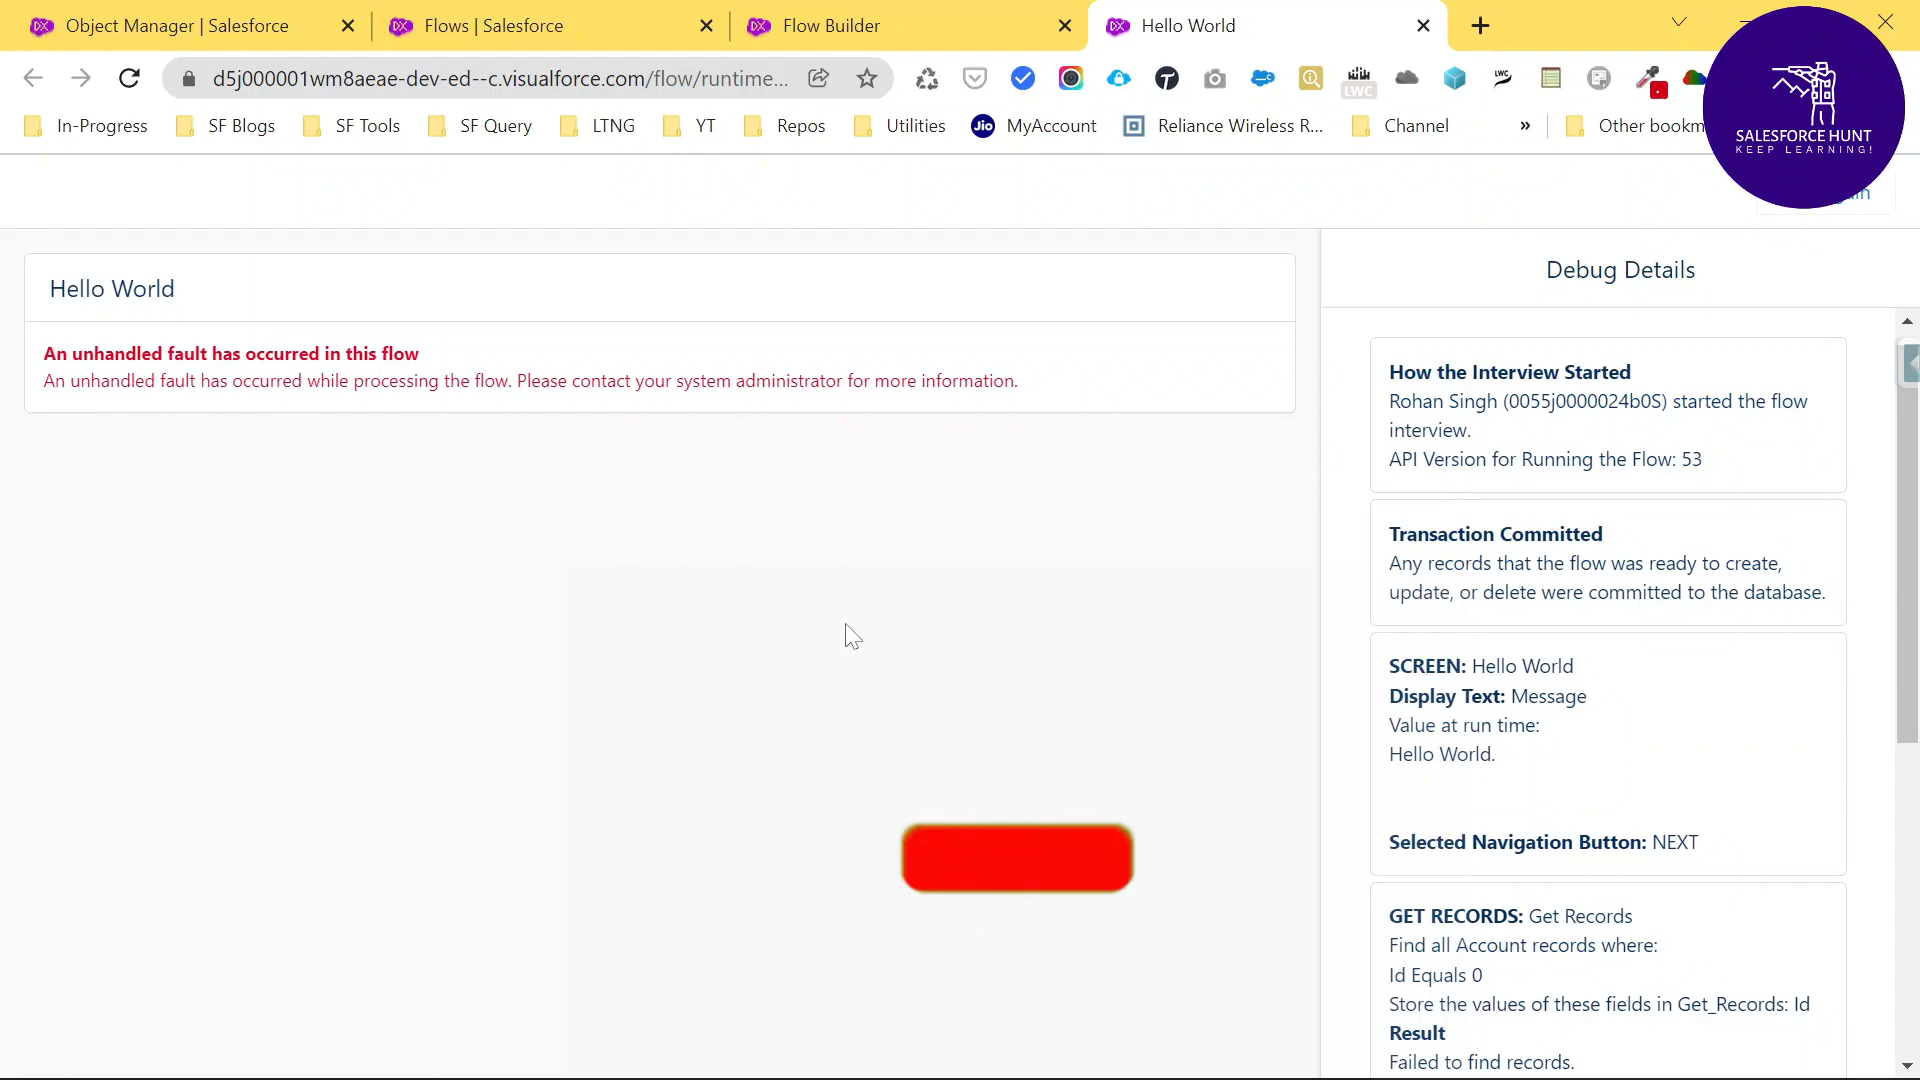 Object Manager | Salesforce
Flows | Salesforce
Flow Builder
Hello World
d5j000001wm8aeae-dev-ed--c.visualforce.com/flow/runtime...
LWC
LWC
In-Progress
SF Blogs
SF Tools
SF Query
LTNG
YT
Repos
Utilities
Jio
MyAccount
Reliance Wireless R...
Channel
»
Other bookm
SALESFORCE HUNT
KEEP LEARNING!
Hello World
An unhandled fault has occurred in this flow
An unhandled fault has occurred while processing the flow. Please contact your system administrator for more information.
Debug Details
How the Interview Started
Rohan Singh (0055j0000024b0S) started the flow
interview.
API Version for Running the Flow: 53
Transaction Committed
Any records that the flow was ready to create,
update, or delete were committed to the database.
SCREEN: Hello World
Display Text: Message
Value at run time:
Hello World.
Selected Navigation Button: NEXT
GET RECORDS: Get Records
Find all Account records where:
Id Equals 0
Store the values of these fields in Get_Records: Id
Result
Failed to find records.